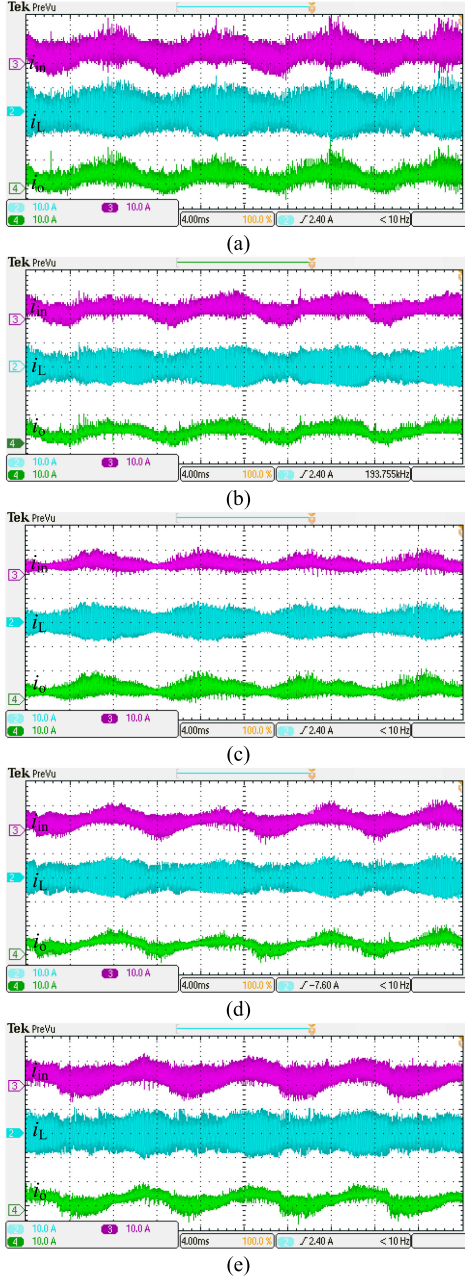 Tek PreVu
3 i_in
2 i_L
4 i_o
2 10.0 A 3 10.0 A
4 10.0 A 4.00ms 100.0 % 2 ƒ 2.40 A < 10 Hz
(a)
Tek PreVu
3 i_in
2 i_L
4 i_o
2 10.0 A 3 10.0 A
4 10.0 A 4.00ms 100.0 % 2 ƒ 2.40 A 193.755kHz
(b)
Tek PreVu
3 i_in
2 i_L
4 i_o
2 10.0 A 3 10.0 A
4 10.0 A 4.00ms 100.0 % 2 ƒ 2.40 A < 10 Hz
(c)
Tek PreVu
3 i_in
2 i_L
4 i_o
2 10.0 A 3 10.0 A
4 10.0 A 4.00ms 100.0 % 2 ƒ −7.60 A < 10 Hz
(d)
Tek PreVu
3 i_in
2 i_L
4 i_o
2 10.0 A 3 10.0 A
4 10.0 A 4.00ms 100.0 % 2 ƒ 2.40 A < 10 Hz
(e)